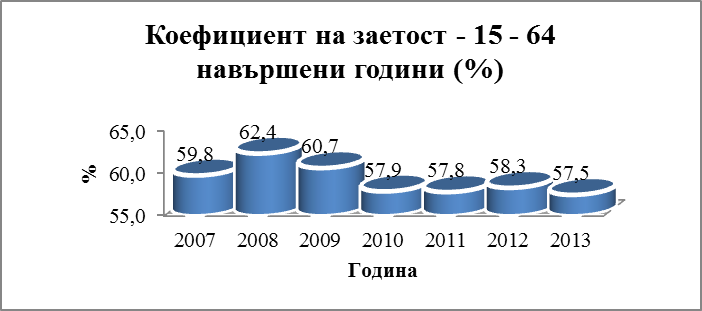 Коефициент на заетост - 15 - 64
навършени години (%)
%
65,0
60,0
55,0
59,8
62,4
60,7
57,9
57,8
58,3
57,5
2007 2008 2009 2010 2011 2012 2013
Година